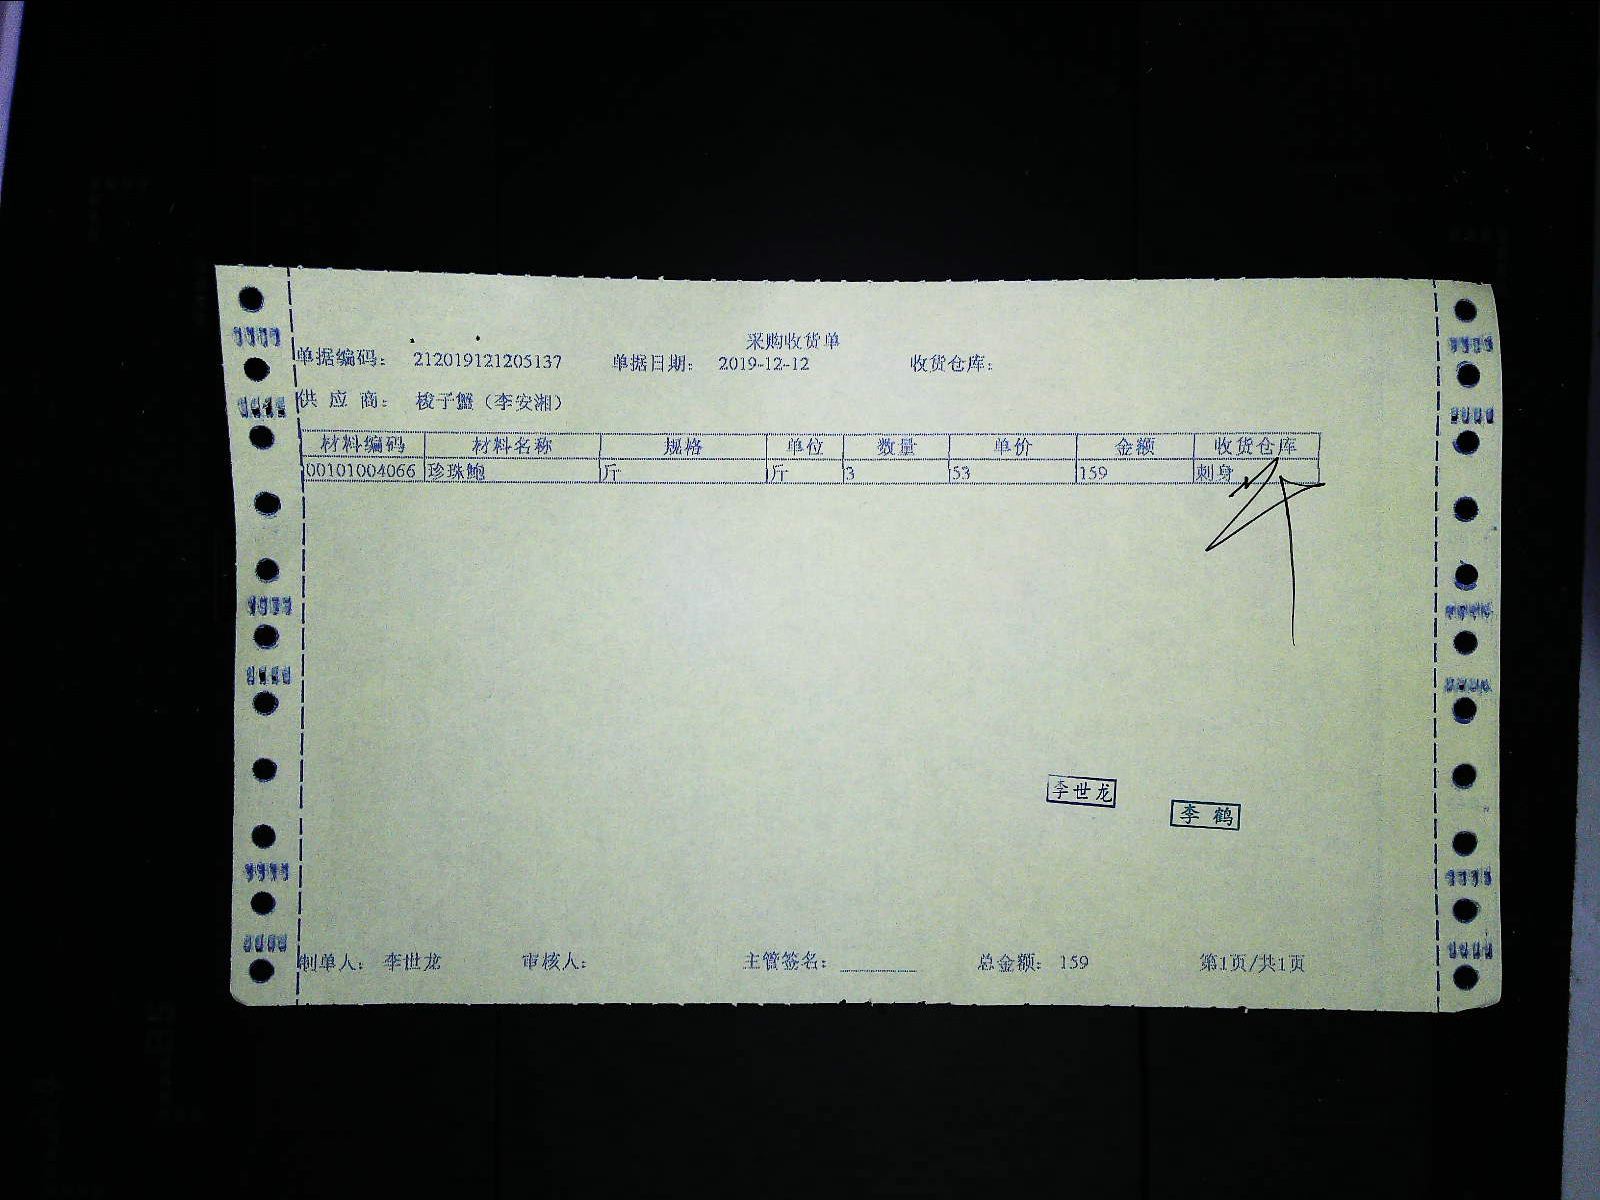 采购收货单
单据编码： 212019121205137 单据日期： 2019-12-12 收货仓库：
供 应 商： 梭子蟹（李安湘）
材料编码 材料名称 规格 单位 数量 单价 金额 收货仓库
00101004066 珍珠鲍 斤 斤 3 53 159 刺身
李世龙
李 鹤
制单人： 李世龙 审核人： 主管签名： 总金额： 159 第1页/共1页